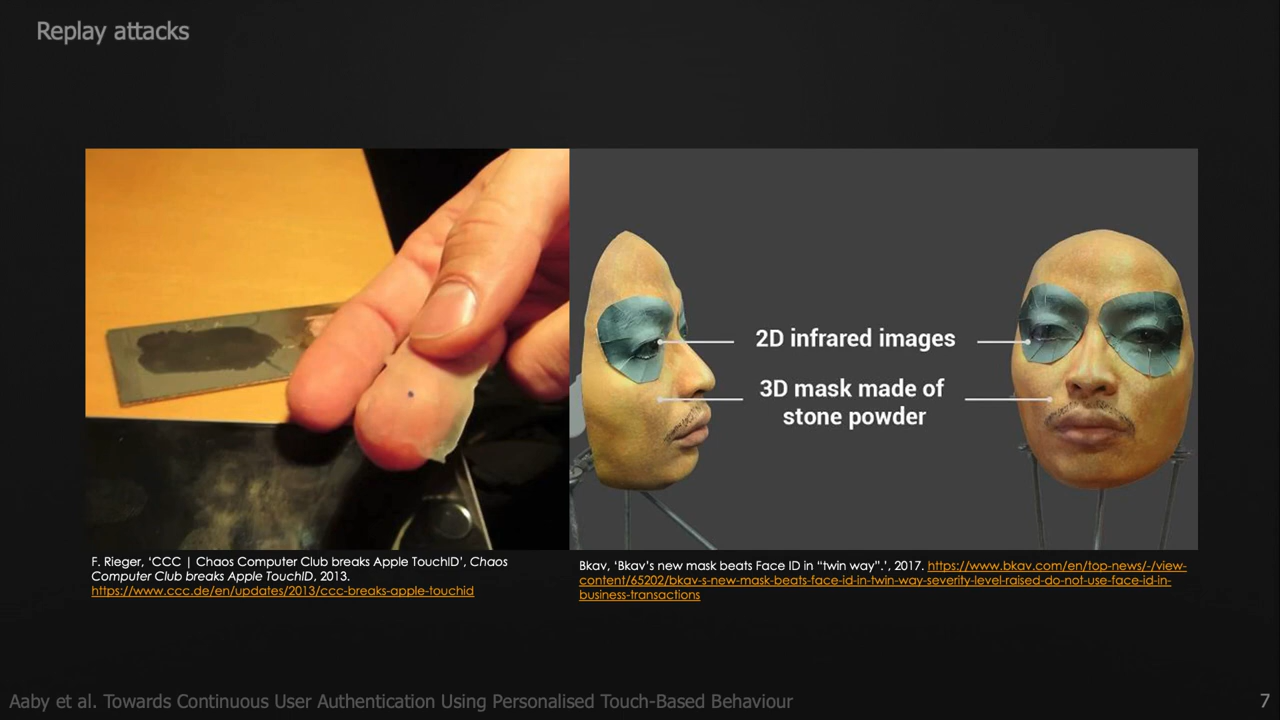 Replay attacks
2D infrared images
3D mask made of
stone powder
F. Rieger, ‘CCC | Chaos Computer Club breaks Apple TouchID’, Chaos
Computer Club breaks Apple TouchID, 2013.
https://www.ccc.de/en/updates/2013/ccc-breaks-apple-touchid
Bkav, ‘Bkav's new mask beats Face ID in “twin way”.’, 2017. https://www.bkav.com/en/top-news/-/view-
content/65202/bkav-s-new-mask-beats-face-id-in-twin-way-severity-level-raised-do-not-use-face-id-in-
business-transactions
Aaby et al. Towards Continuous User Authentication Using Personalised Touch-Based Behaviour
7